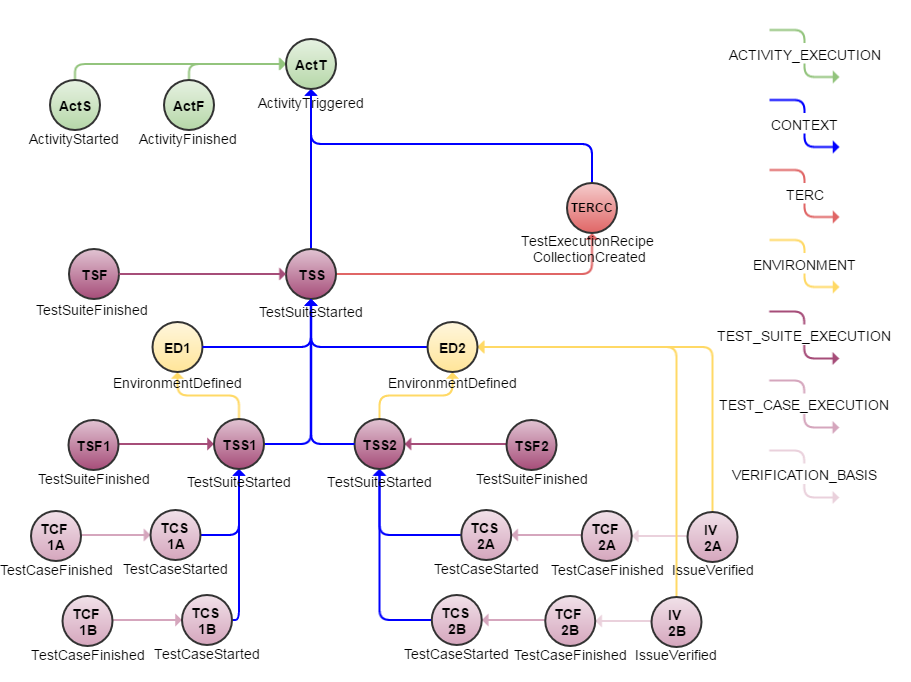 ActT
ActivityTriggered
ActS
ActivityStarted
ActF
ActivityFinished
TERCC
TestExecutionRecipe
CollectionCreated
TSF
TestSuiteFinished
TSS
TestSuiteStarted
ED1
EnvironmentDefined
ED2
EnvironmentDefined
TSF1
TestSuiteFinished
TSS1
TestSuiteStarted
TSS2
TestSuiteStarted
TSF2
TestSuiteFinished
TCF
1A
TestCaseFinished
TCS
1A
TestCaseStarted
TCS
2A
TestCaseStarted
TCF
2A
TestCaseFinished
IV
2A
IssueVerified
TCF
1B
TestCaseFinished
TCS
1B
TestCaseStarted
TCS
2B
TestCaseStarted
TCF
2B
TestCaseFinished
IV
2B
IssueVerified
ACTIVITY_EXECUTION
CONTEXT
TERC
ENVIRONMENT
TEST_SUITE_EXECUTION
TEST_CASE_EXECUTION
VERIFICATION_BASIS